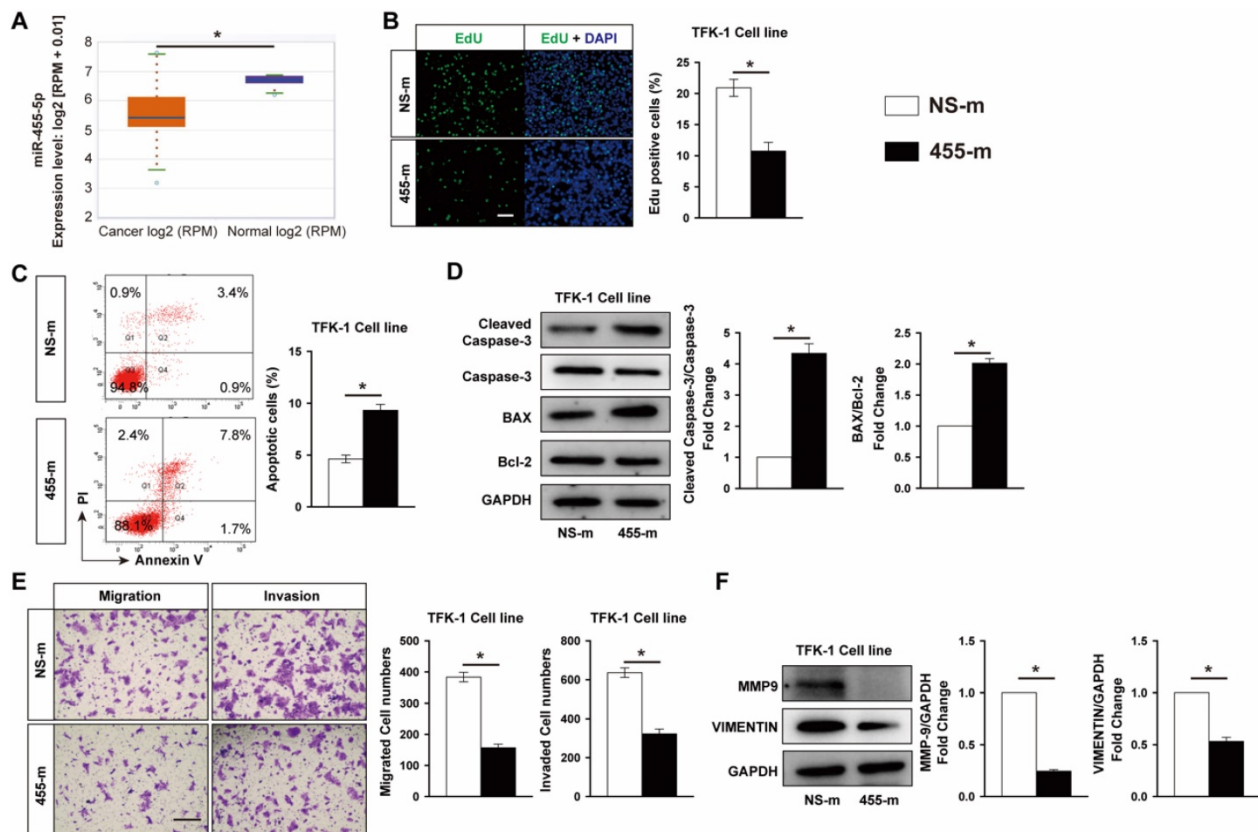 A
miR-455-5p
Expression level: log2 [RPM + 0.01]
8
7
6
5
4
3
2
*
Cancer log2 (RPM) Normal log2 (RPM)
B
EdU
EdU + DAPI
NS-m
455-m
TFK-1 Cell line
Edu positive cells (%)
25
20
15
10
5
0
*
NS-m
455-m
C
NS-m
0.9%
3.4%
Q1
Q2
Q4
94.8%
0.9%
455-m
2.4%
7.8%
Q1
Q2
Q4
88.1%
1.7%
PI
Annexin V
TFK-1 Cell line
Apoptotic cells (%)
15
10
5
0
*
D
TFK-1 Cell line
Cleaved
Caspase-3
Caspase-3
BAX
Bcl-2
GAPDH
NS-m 455-m
Cleaved Caspase-3/Caspase-3
Fold Change
5
4
3
2
1
0
*
BAX/Bcl-2
Fold Change
2.5
2.0
1.5
1.0
0.5
0.0
*
E
Migration
Invasion
NS-m
455-m
TFK-1 Cell line
Migrated Cell numbers
500
400
300
200
100
0
*
TFK-1 Cell line
Invaded Cell numbers
800
600
400
200
0
*
F
TFK-1 Cell line
MMP9
VIMENTIN
GAPDH
NS-m 455-m
MMP-9/GAPDH
Fold Change
1.5
1.0
0.5
0.0
*
VIMENTIN/GAPDH
Fold Change
1.5
1.0
0.5
0.0
*